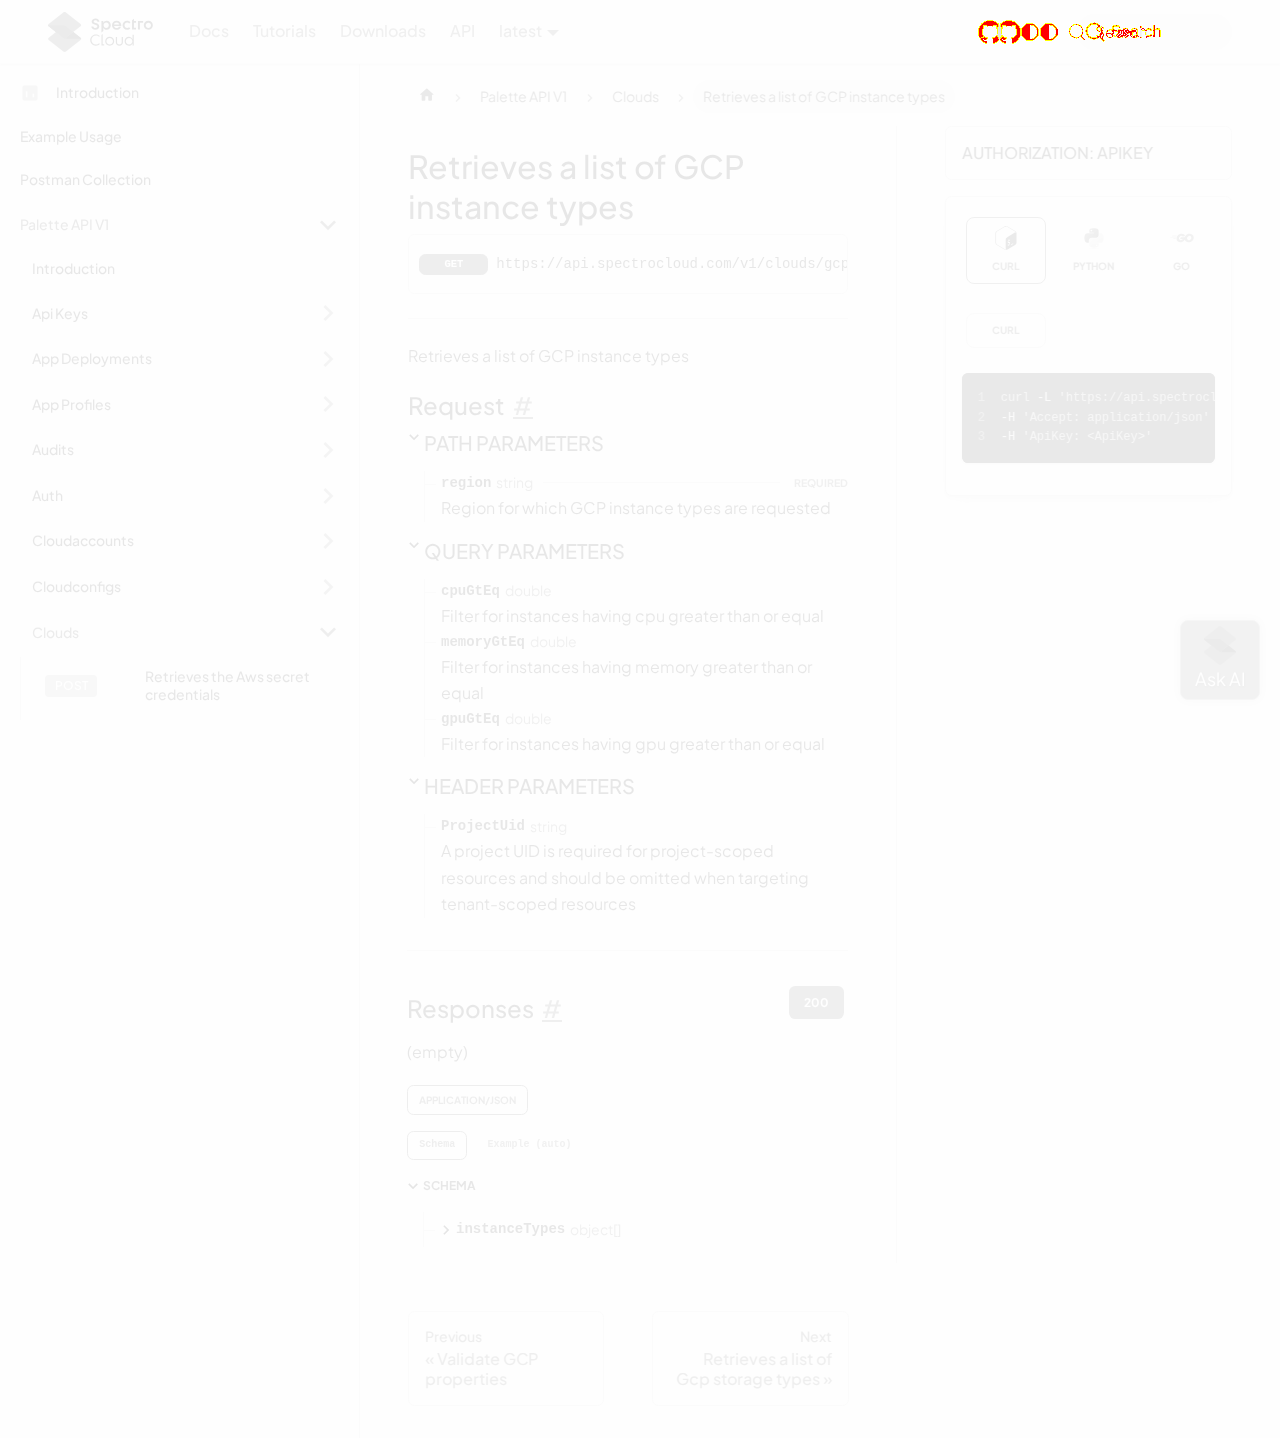 Spectro Cloud Docs Tutorials Downloads API latest
Introduction
Example Usage
Postman Collection
Palette API V1
Introduction
Api Keys
App Deployments
App Profiles
Audits
Auth
Cloudaccounts
Cloudconfigs
Clouds
POST Retrieves the Aws secret
credentials
Palette API V1 Clouds Retrieves a list of GCP instance types
Retrieves a list of GCP
instance types
GET https://api.spectrocloud.com/v1/clouds/gcp
Retrieves a list of GCP instance types
Request #
PATH PARAMETERS
region string REQUIRED
Region for which GCP instance types are requested
QUERY PARAMETERS
cpuGtEq double
Filter for instances having cpu greater than or equal
memoryGtEq double
Filter for instances having memory greater than or
equal
gpuGtEq double
Filter for instances having gpu greater than or equal
HEADER PARAMETERS
ProjectUid string
A project UID is required for project-scoped
resources and should be omitted when targeting
tenant-scoped resources
Responses # 200
(empty)
APPLICATION/JSON
Schema Example (auto)
SCHEMA
instanceTypes object[]
Previous
« Validate GCP
properties
Next
Retrieves a list of
Gcp storage types »
AUTHORIZATION: APIKEY
CURL PYTHON GO
CURL
1 curl -L 'https://api.spectrocl
2 -H 'Accept: application/json'
3 -H 'ApiKey: <ApiKey>'
Ask AI